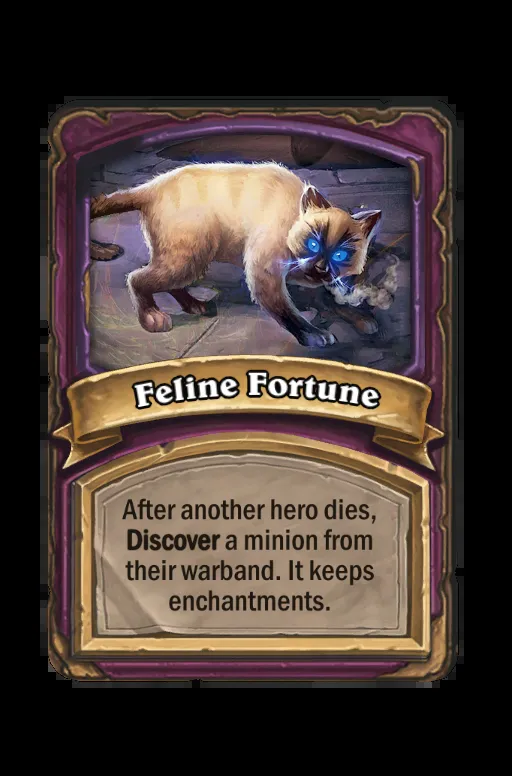 Feline Fortune
After another hero dies,
Discover a minion from
their warband. It keeps
enchantments.